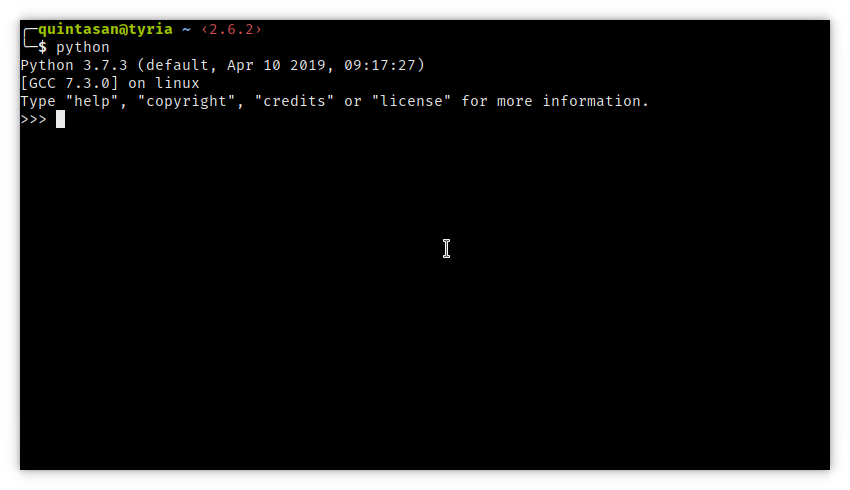 ╭─quintasan@tyria ~ ‹2.6.2›
╰─$ python
Python 3.7.3 (default, Apr 10 2019, 09:17:27)
[GCC 7.3.0] on linux
Type "help", "copyright", "credits" or "license" for more information.
>>>